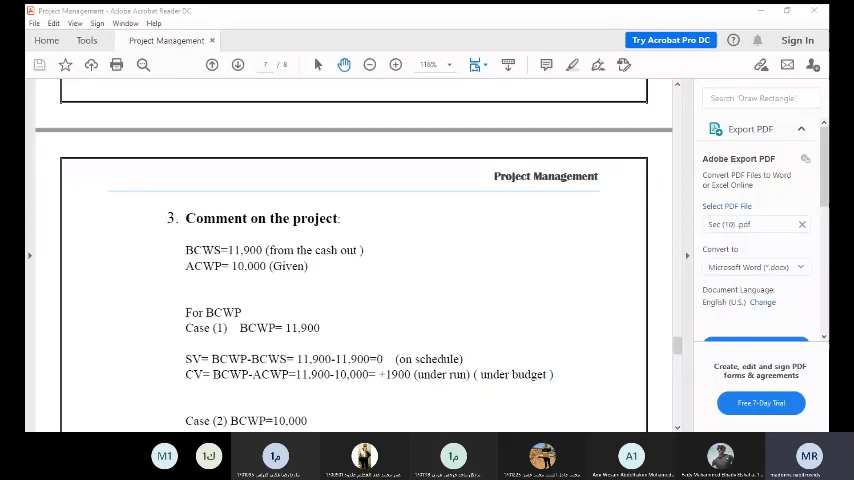 Project Management - Adobe Acrobat Reader DC
File Edit View Sign Window Help
Home Tools Project Management × Try Acrobat Pro DC Sign In
7 / 8 116%
Search 'Draw Rectangle'
Export PDF
Adobe Export PDF
Convert PDF Files to Word
or Excel Online
Select PDF File
Sec (10) .pdf
Convert to
Microsoft Word (*.docx)
Document Language:
English (U.S.) Change
Create, edit and sign PDF
forms & agreements
Free 7-Day Trial
Project Management
3. Comment on the project:
BCWS=11,900 (from the cash out )
ACWP= 10,000 (Given)
For BCWP
Case (1) BCWP= 11,900
SV= BCWP-BCWS= 11,900-11,900=0 (on schedule)
CV= BCWP-ACWP=11,900-10,000= +1900 (under run) ( under budget )
Case (2) BCWP=10,000
M1 ك1 م1 م1 A1 MR
madonna nabil roshdy